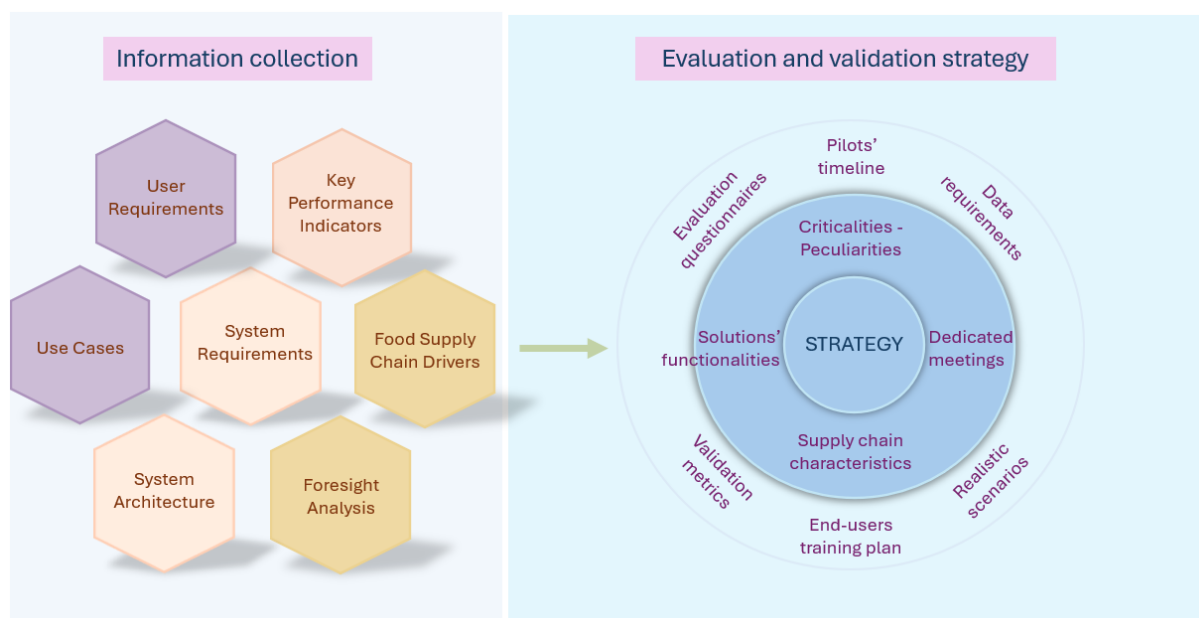 Information collection
User
Requirements
Key
Performance
Indicators
Use Cases
System
Requirements
Food Supply
Chain Drivers
System
Architecture
Foresight
Analysis
Evaluation and validation strategy
Pilots’
timeline
Evaluation
questionnaires
Data
requirements
Criticalities -
Peculiarities
Solutions’
functionalities
STRATEGY
Dedicated
meetings
Supply chain
characteristics
Validation
metrics
Realistic
scenarios
End-users
training plan